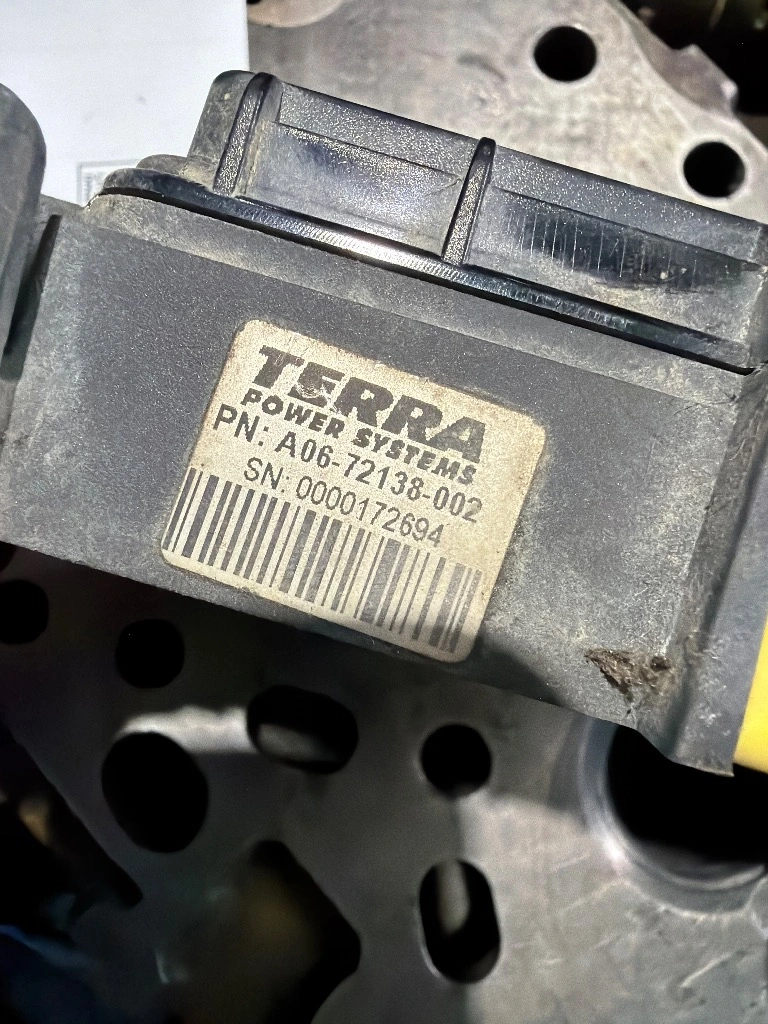 TERRA
POWER SYSTEMS
PN: A06-72138-002
SN: 0000172694